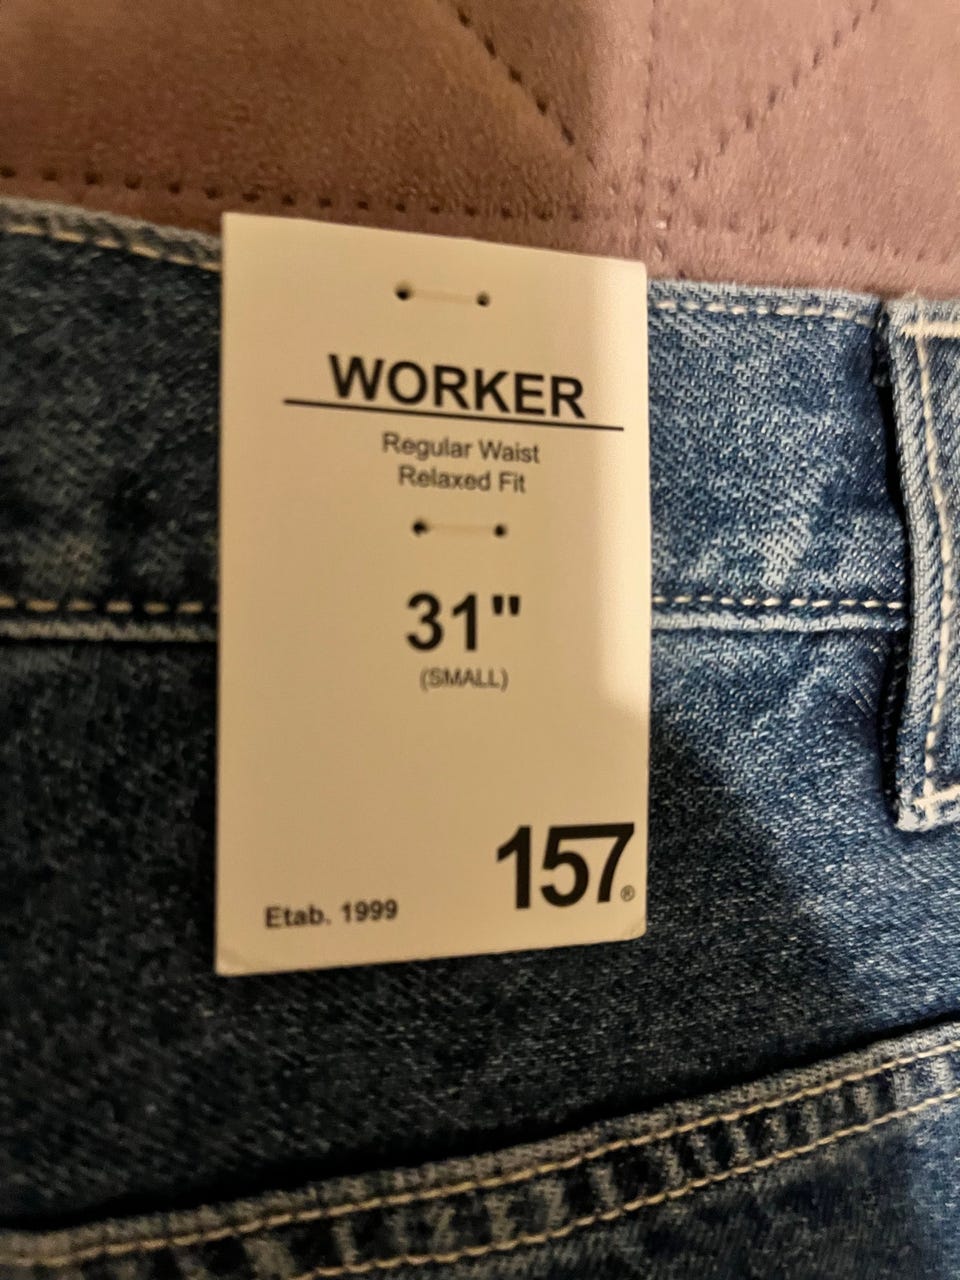 WORKER
Regular Waist
Relaxed Fit
31"
(SMALL)
157®
Etab. 1999